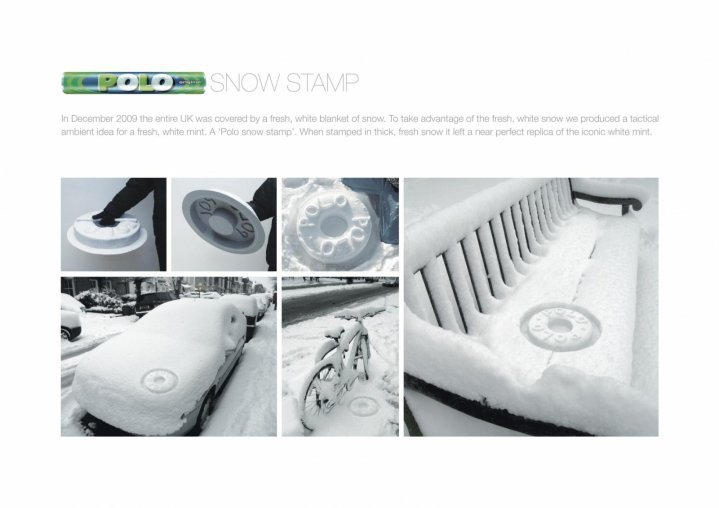 POLO original SNOW STAMP
In December 2009 the entire UK was covered by a fresh, white blanket of snow. To take advantage of the fresh, white snow we produced a tactical
ambient idea for a fresh, white mint. A 'Polo snow stamp'. When stamped in thick, fresh snow it left a near perfect replica of the iconic white mint.
POLO
POLO
POLO
POLO